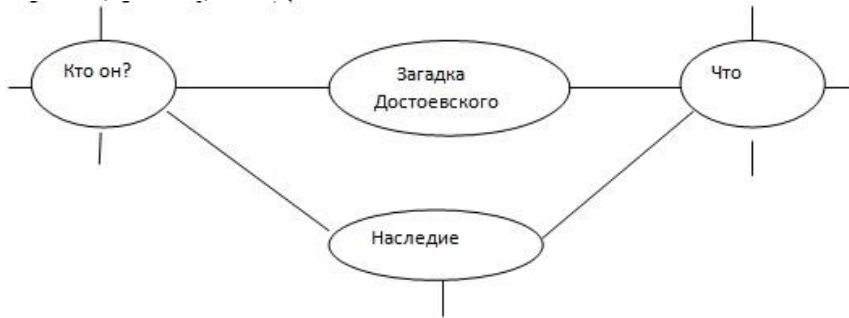 Кто он?
Загадка
Достоевского
Что
Наследие